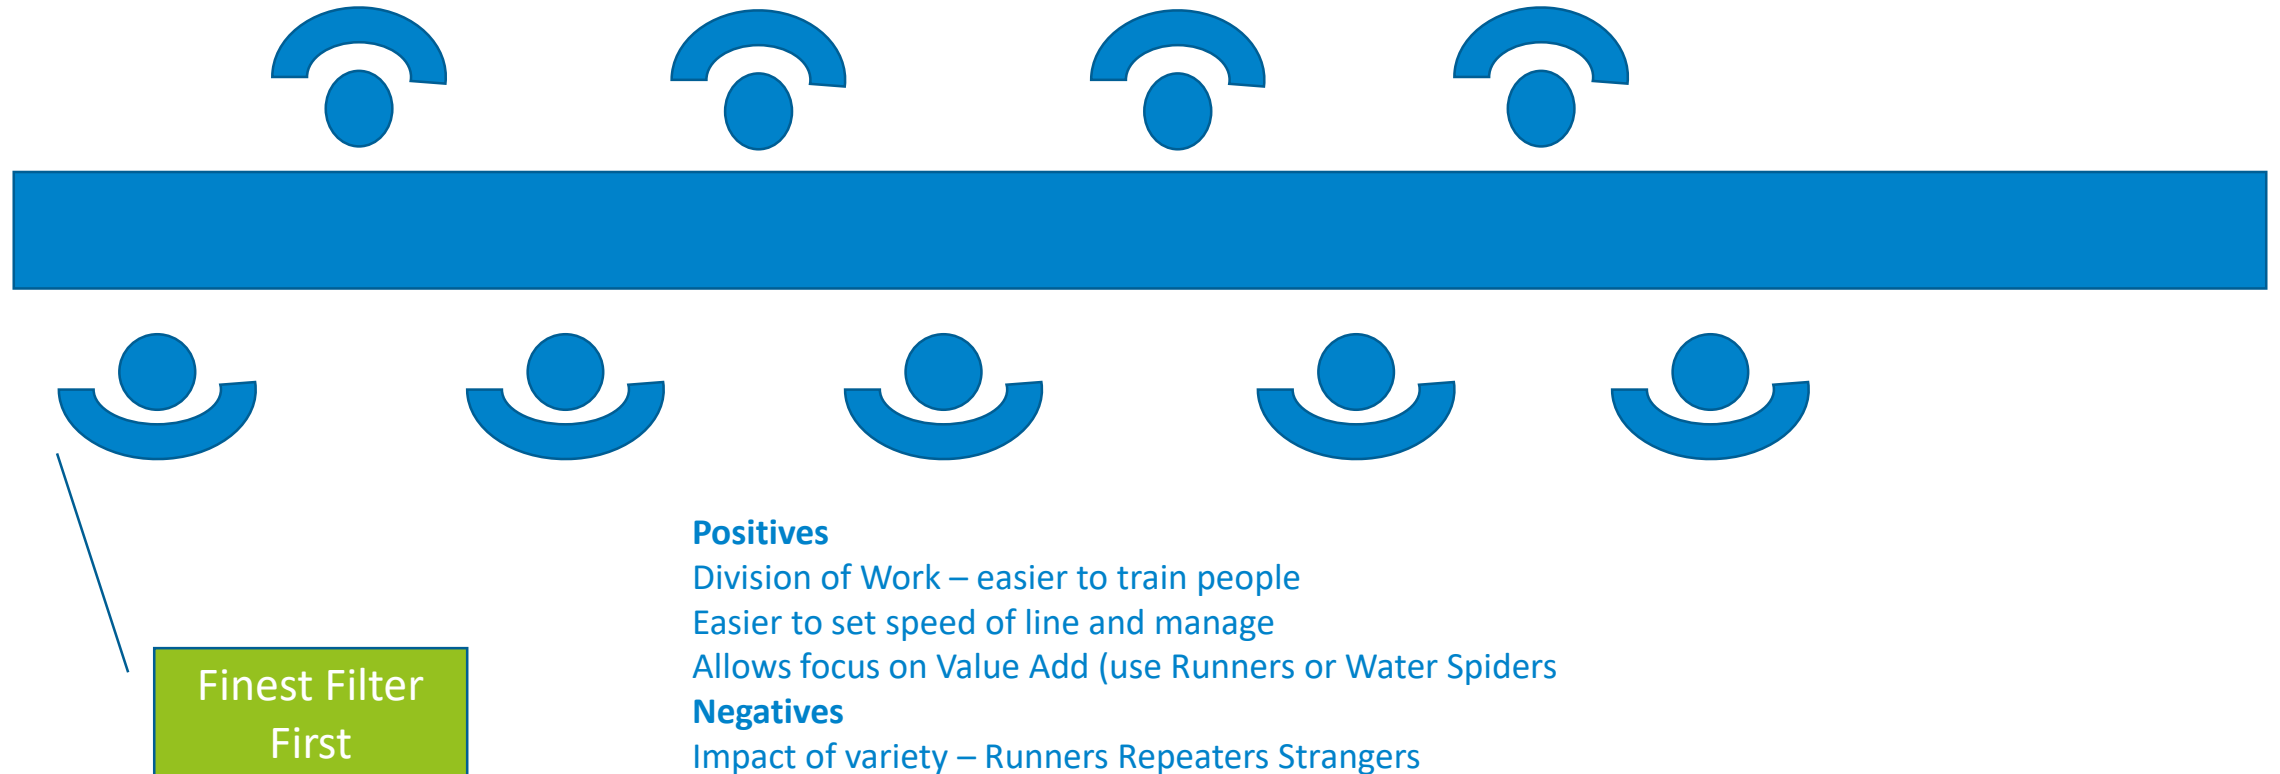 Positives
Division of Work – easier to train people
Easier to set speed of line and manage
Allows focus on Value Add (use Runners or Water Spiders
Negatives
Impact of variety – Runners Repeaters Strangers
Finest Filter
First